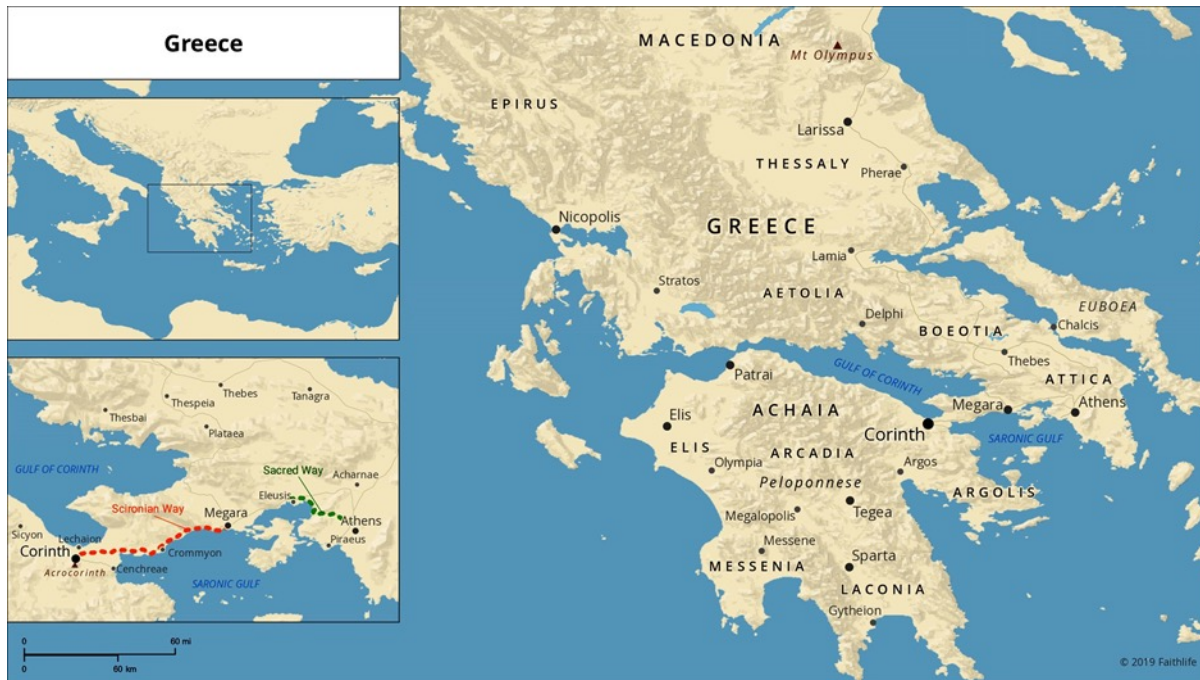 Greece
MACEDONIA
Mt Olympus
EPIRUS
Larissa
THESSALY
Pherae
Nicopolis
GREECE
Lamia
Stratos
AETOLIA
EUBOEA
Delphi
BOEOTIA
Chalcis
Thebes
GULF OF CORINTH
Patrai
ATTICA
Elis
ACHAIA
Megara
Athens
Corinth
SARONIC GULF
ELIS
ARCADIA
Olympia
Argos
Peloponnese
ARGOLIS
Megalopolis
Tegea
Messene
Sparta
MESSENIA
LACONIA
Gytheion
Thebes
Tanagra
Thespeia
Thesbai
Plataea
GULF OF CORINTH
Sacred Way
Acharnae
Eleusis
Scironian Way
Megara
Athens
Sicyon
Lechaion
Piraeus
Corinth
Crommyon
Acrocorinth
Cenchreae
SARONIC GULF
0 60 mi
0 60 km
© 2019 Faithlife